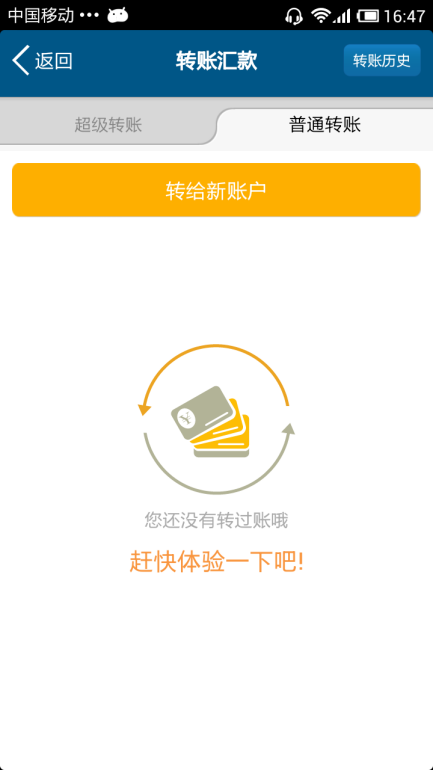 中国移动 ••• 16:47
返回 转账汇款 转账历史
超级转账 普通转账
转给新账户
您还没有转过账哦
赶快体验一下吧!